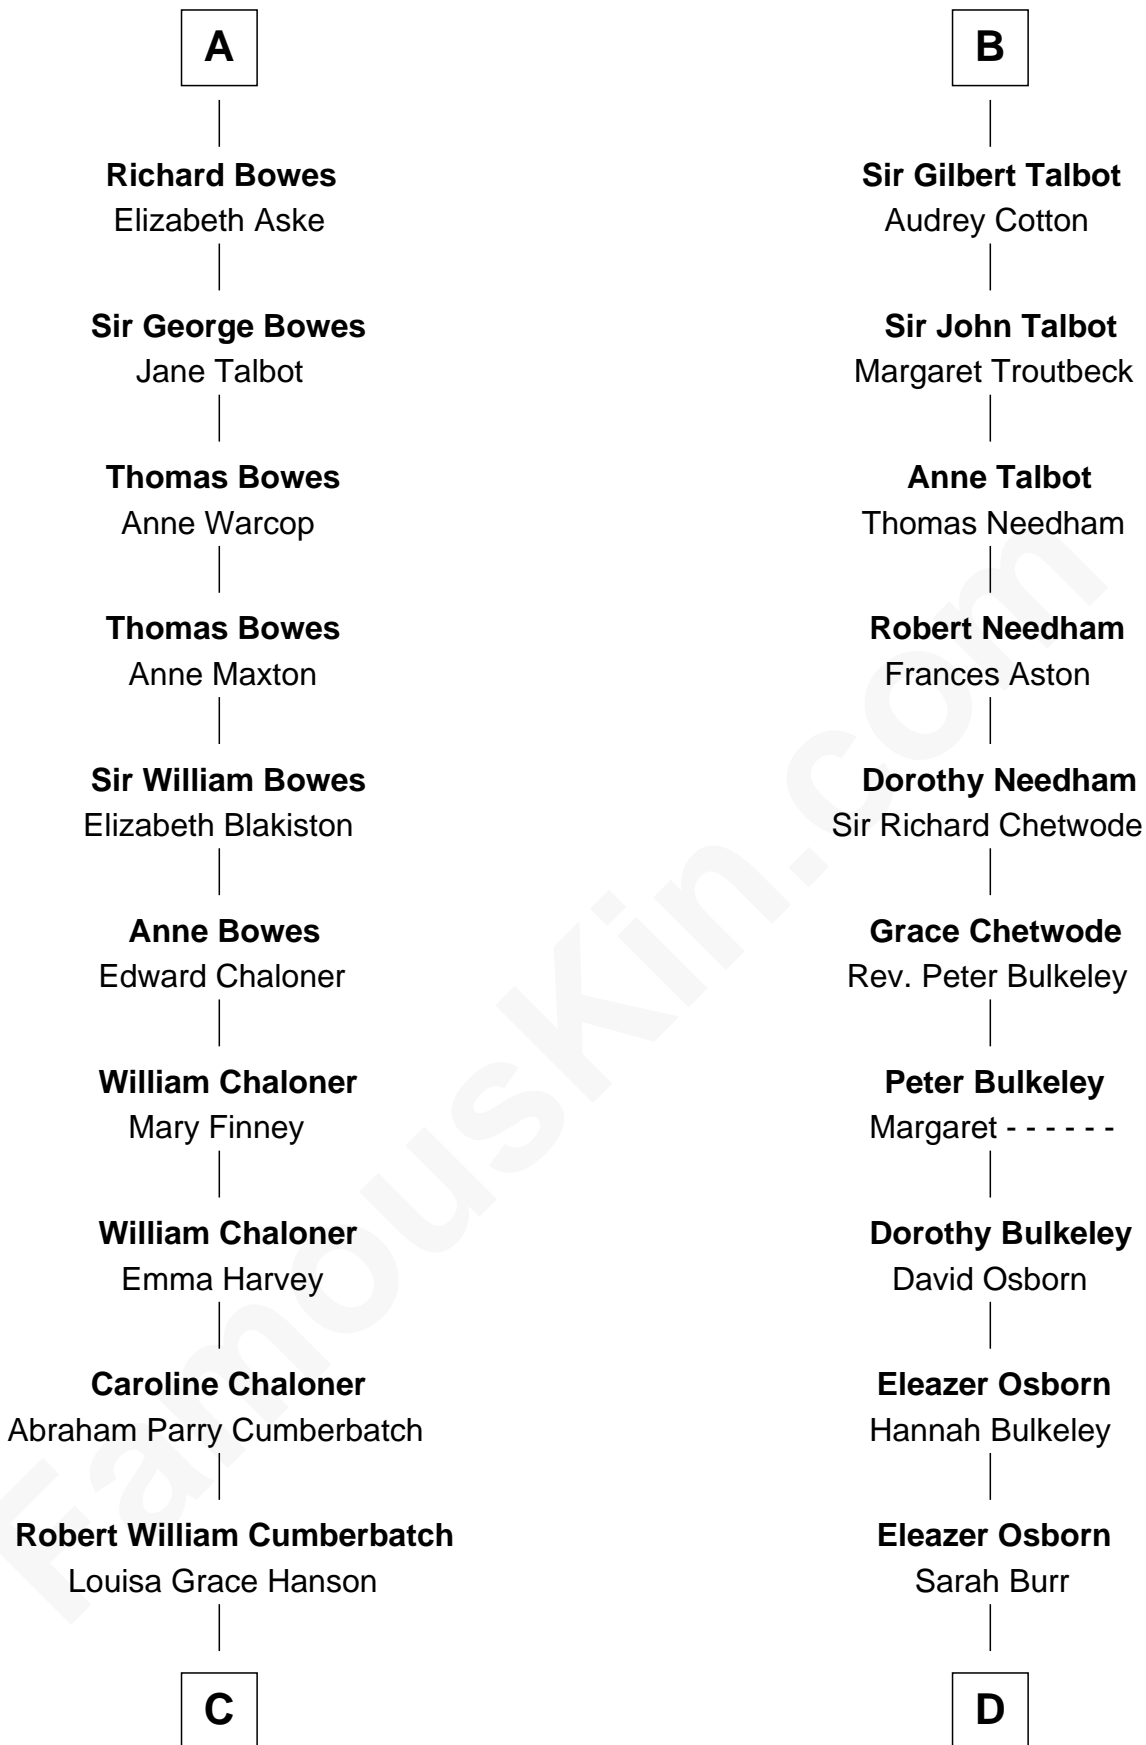 A
Richard Bowes
Elizabeth Aske
Sir George Bowes
Jane Talbot
Thomas Bowes
Anne Warcop
Thomas Bowes
Anne Maxton
Sir William Bowes
Elizabeth Blakiston
Anne Bowes
Edward Chaloner
William Chaloner
Mary Finney
William Chaloner
Emma Harvey
Caroline Chaloner
Abraham Parry Cumberbatch
Robert William Cumberbatch
Louisa Grace Hanson
C
B
Sir Gilbert Talbot
Audrey Cotton
Sir John Talbot
Margaret Troutbeck
Anne Talbot
Thomas Needham
Robert Needham
Frances Aston
Dorothy Needham
Sir Richard Chetwode
Grace Chetwode
Rev. Peter Bulkeley
Peter Bulkeley
Margaret - - - - - -
Dorothy Bulkeley
David Osborn
Eleazer Osborn
Hannah Bulkeley
Eleazer Osborn
Sarah Burr
D
FamousKin.com